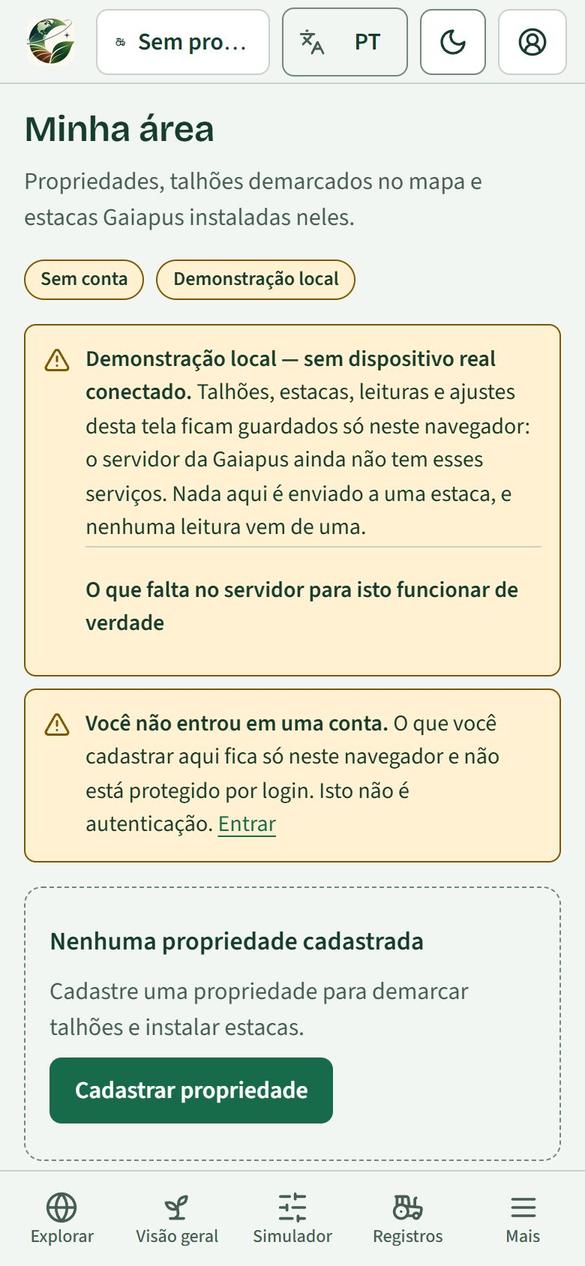 Sem pro...
PT
Minha área
Propriedades, talhões demarcados no mapa e
estacas Gaiapus instaladas neles.
Sem conta
Demonstração local
Demonstração local — sem dispositivo real
conectado. Talhões, estacas, leituras e ajustes
desta tela ficam guardados só neste navegador:
o servidor da Gaiapus ainda não tem esses
serviços. Nada aqui é enviado a uma estaca, e
nenhuma leitura vem de uma.
O que falta no servidor para isto funcionar de
verdade
Você não entrou em uma conta. O que você
cadastrar aqui fica só neste navegador e não
está protegido por login. Isto não é
autenticação. Entrar
Nenhuma propriedade cadastrada
Cadastre uma propriedade para demarcar
talhões e instalar estacas.
Cadastrar propriedade
Explorar
Visão geral
Simulador
Registros
Mais